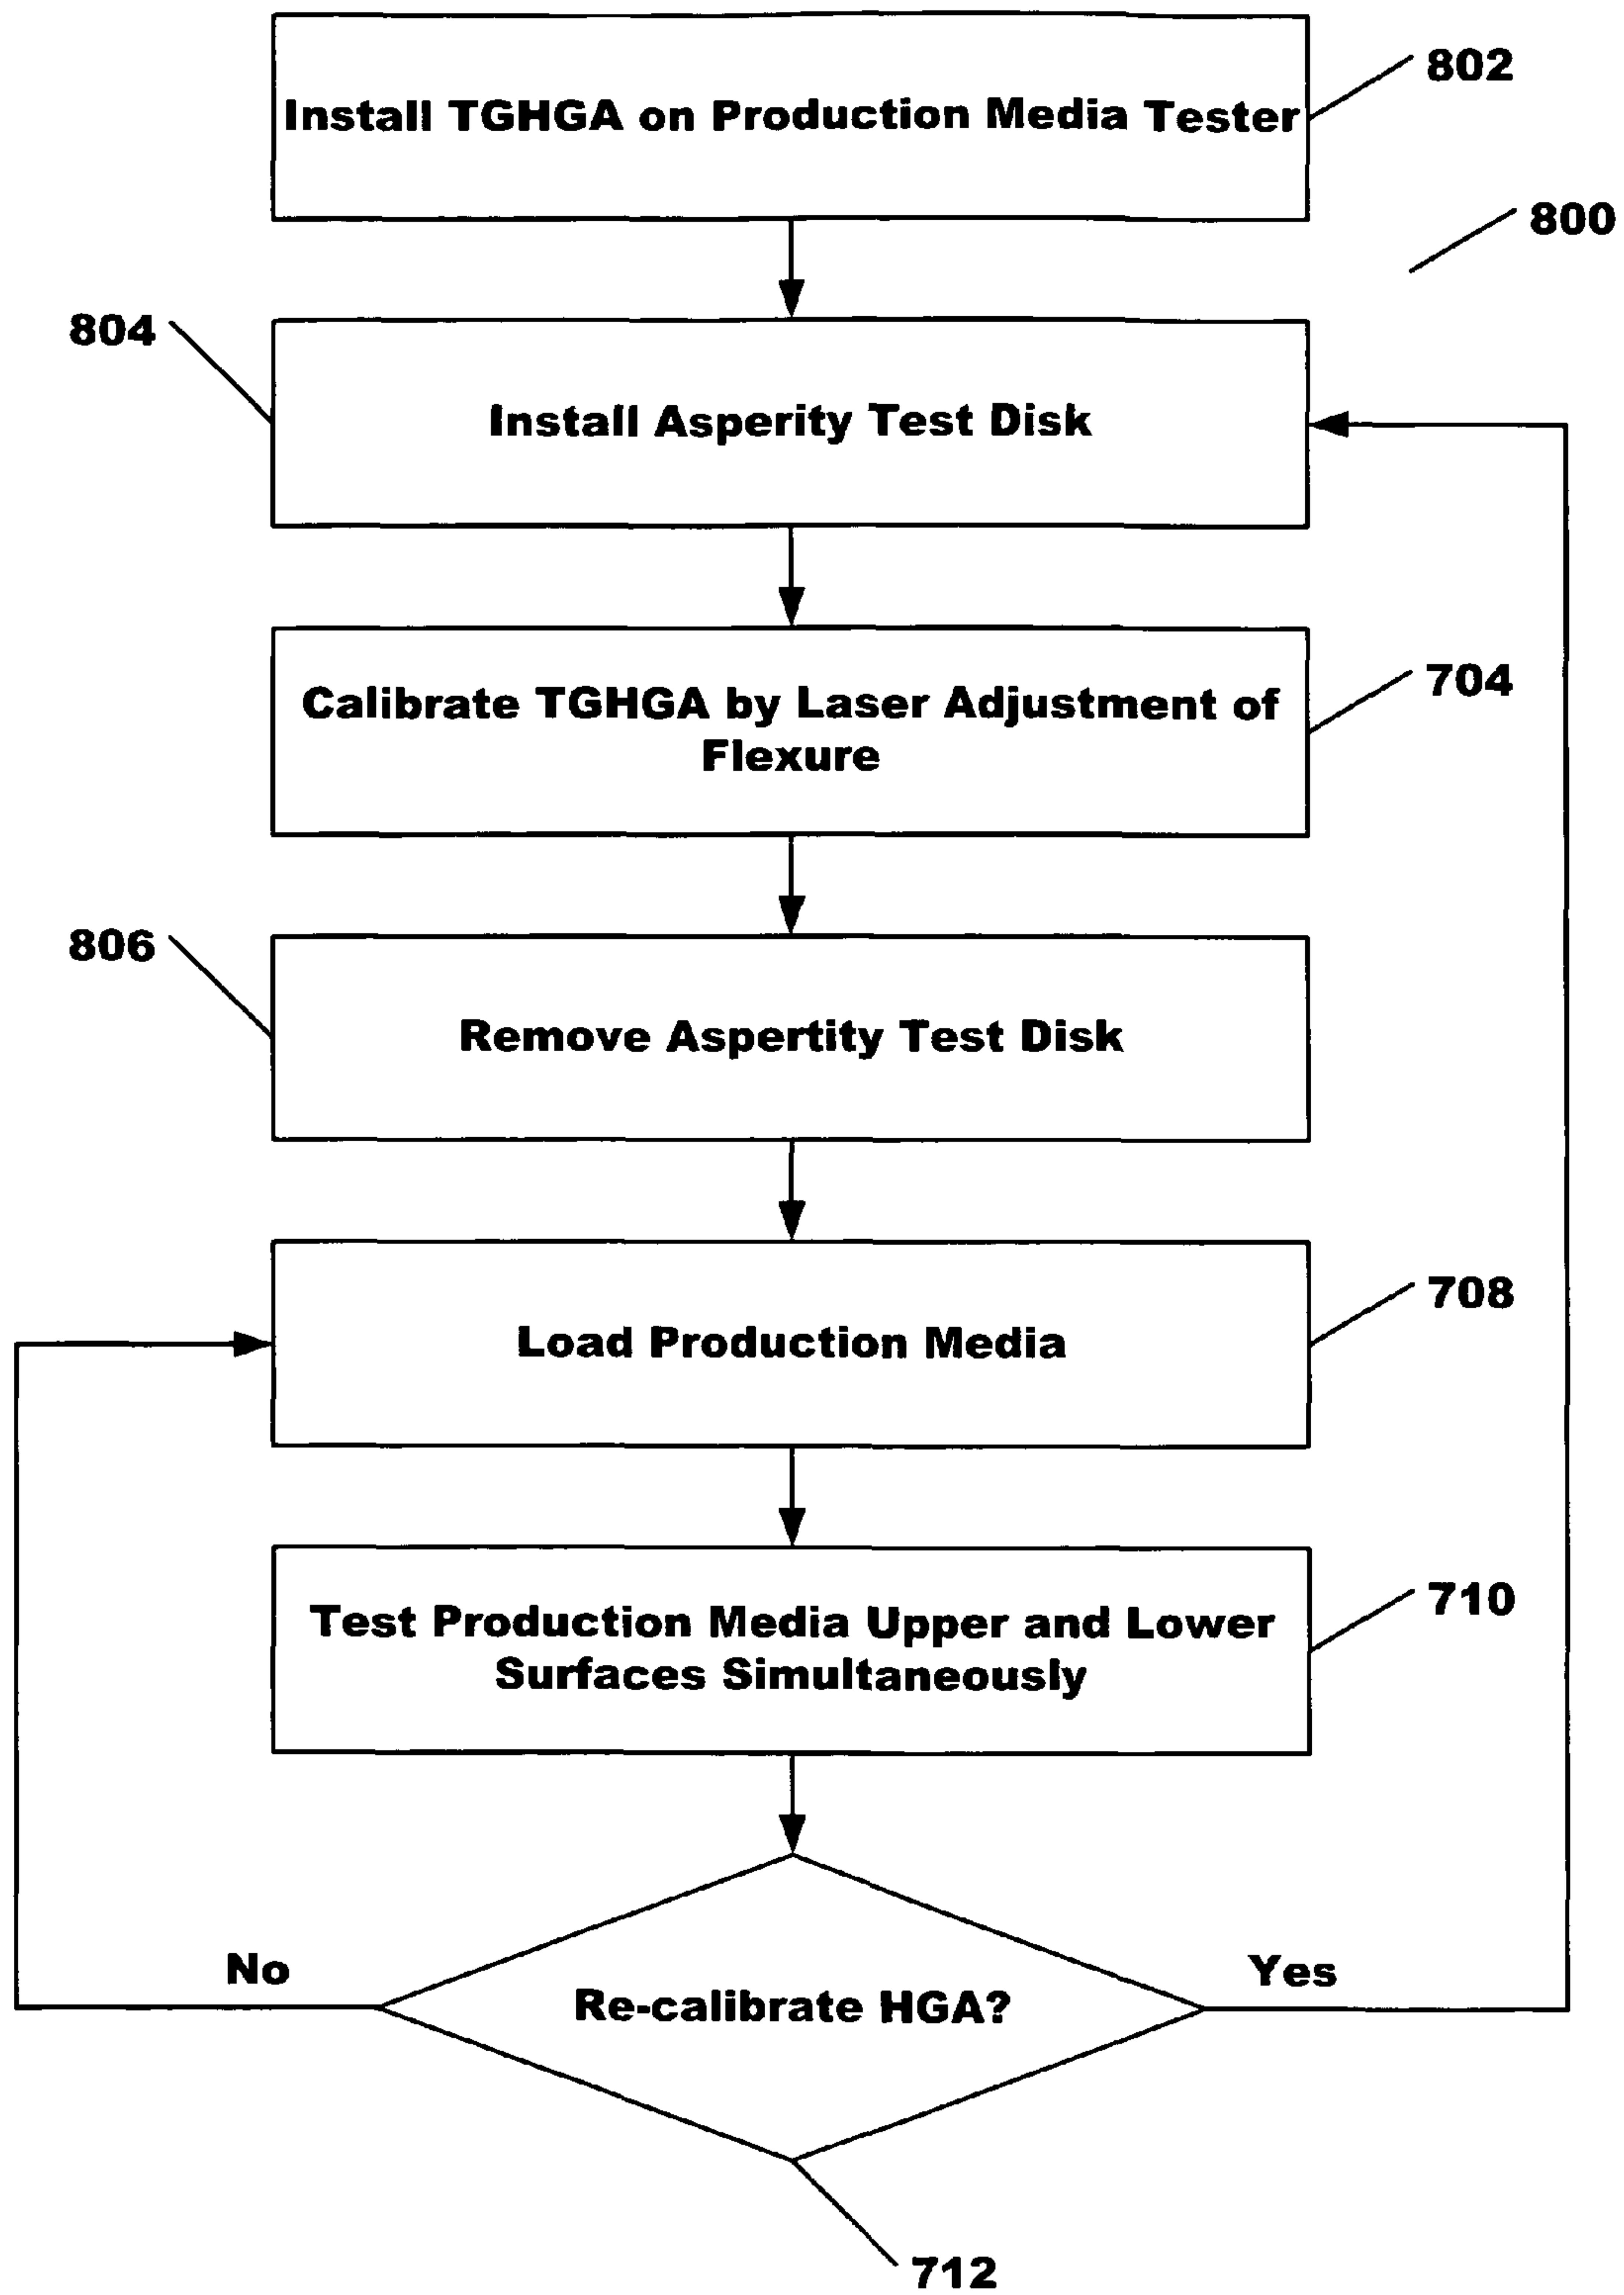 802
Install TGHGA on Production Media Tester
800
804
Install Asperity Test Disk
704
Calibrate TGHGA by Laser Adjustment of
Flexure
806
Remove Aspertity Test Disk
708
Load Production Media
710
Test Production Media Upper and Lower
Surfaces Simultaneously
No
Yes
Re-calibrate HGA?
712